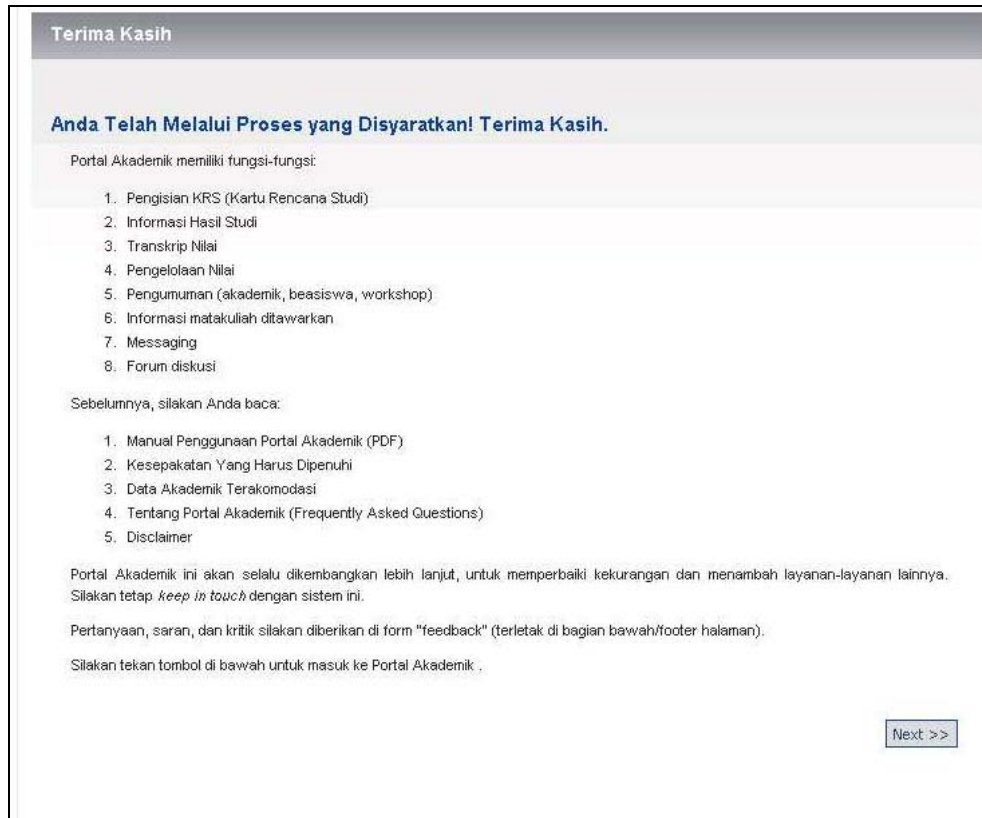 Terima Kasih
Anda Telah Melalui Proses yang Disyaratkan! Terima Kasih.
Portal Akademik memiliki fungsi-fungsi:
1. Pengisian KRS (Kartu Rencana Studi)
2. Informasi Hasil Studi
3. Transkrip Nilai
4. Pengelolaan Nilai
5. Pengumuman (akademik, beasiswa, workshop)
6. Informasi matakuliah ditawarkan
7. Messaging
8. Forum diskusi
Sebelumnya, silakan Anda baca:
1. Manual Penggunaan Portal Akademik (PDF)
2. Kesepakatan Yang Harus Dipenuhi
3. Data Akademik Terakomodasi
4. Tentang Portal Akademik (Frequently Asked Questions)
5. Disclaimer
Portal Akademik ini akan selalu dikembangkan lebih lanjut, untuk memperbaiki kekurangan dan menambah layanan-layanan lainnya.
Silakan tetap keep in touch dengan sistem ini.
Pertanyaan, saran, dan kritik silakan diberikan di form "feedback" (terletak di bagian bawah/footer halaman).
Silakan tekan tombol di bawah untuk masuk ke Portal Akademik .
Next >>